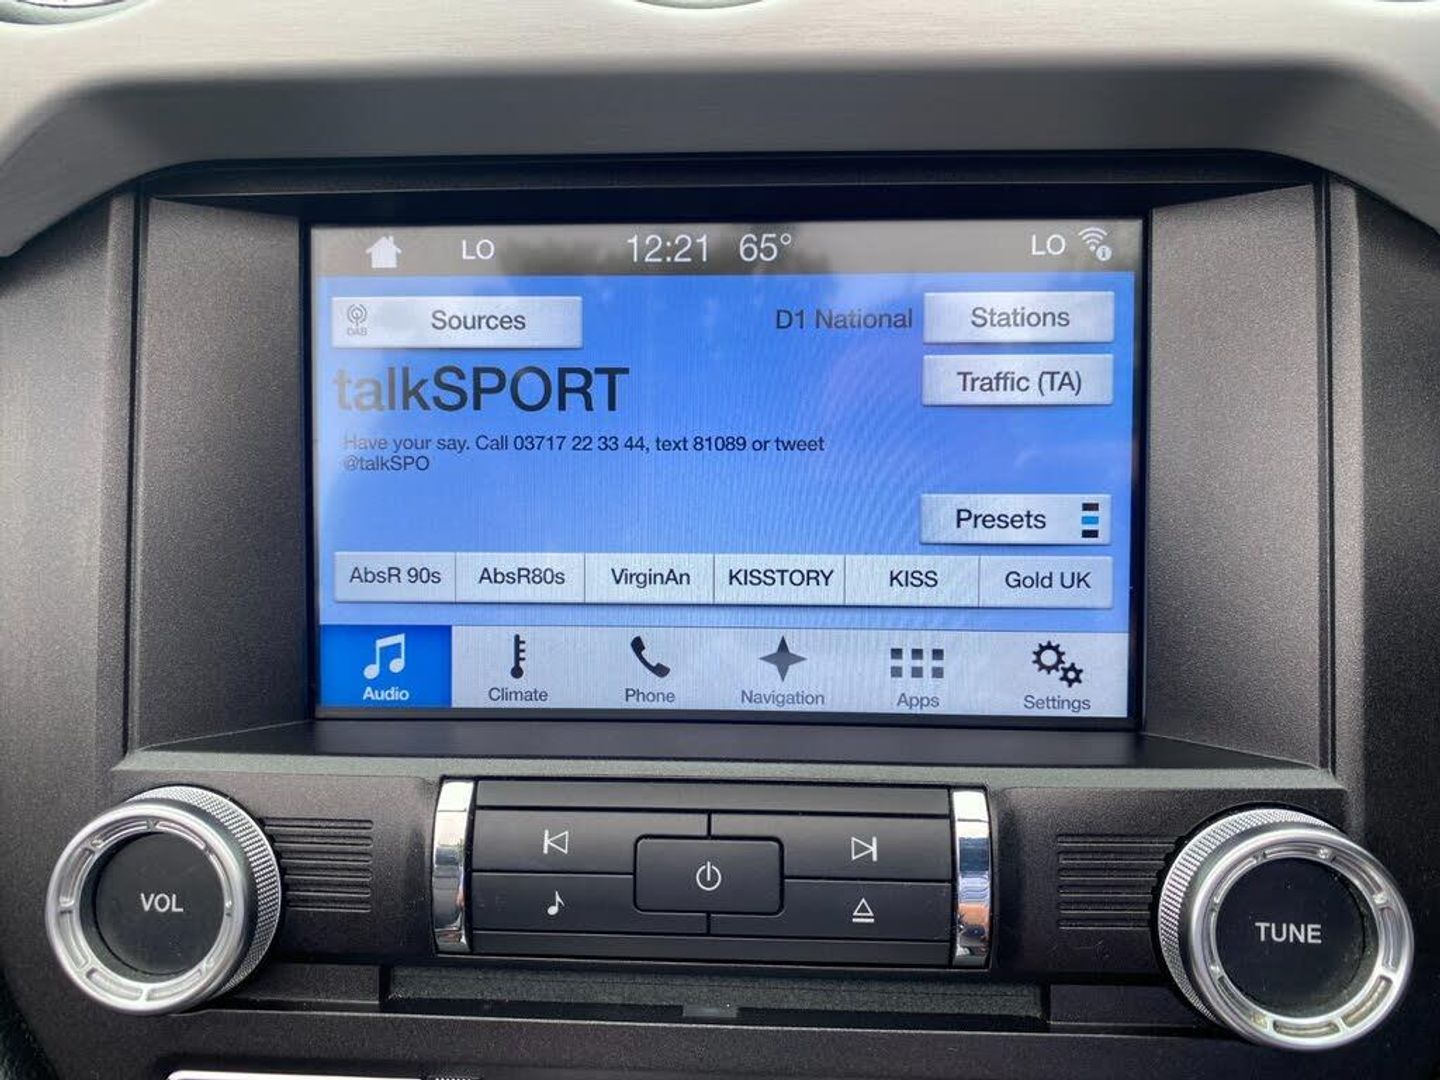 LO 12:21 65° LO
DAB Sources D1 National Stations
talkSPORT Traffic (TA)
Have your say. Call 03717 22 33 44, text 81089 or tweet
@talkSPO
Presets
AbsR 90s AbsR80s VirginAn KISSTORY KISS Gold UK
Audio Climate Phone Navigation Apps Settings
VOL TUNE